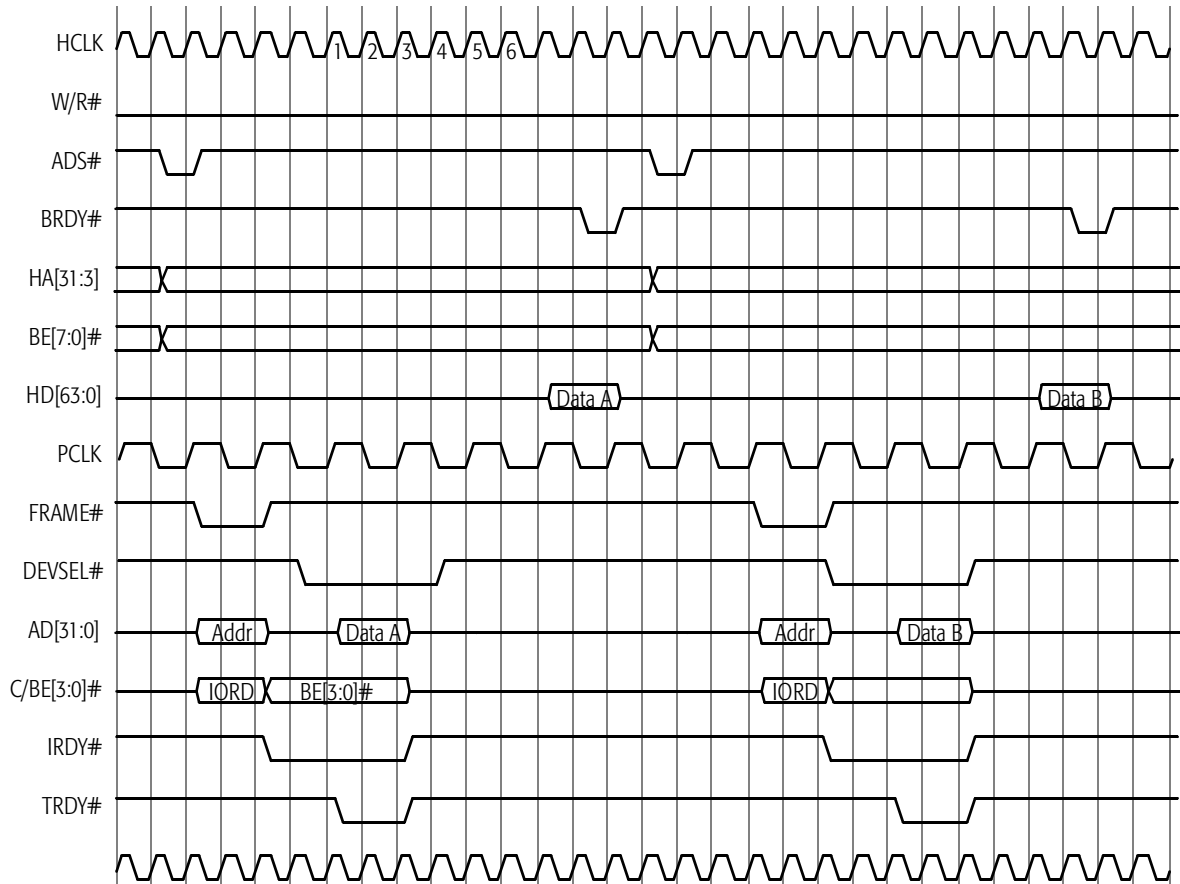 HCLK 1 2 3 4 5 6
W/R#
ADS#
BRDY#
HA[31:3]
BE[7:0]#
HD[63:0] Data A Data B
PCLK
FRAME#
DEVSEL#
AD[31:0] Addr Data A Addr Data B
C/BE[3:0]# IORD BE[3:0]# IORD
IRDY#
TRDY#